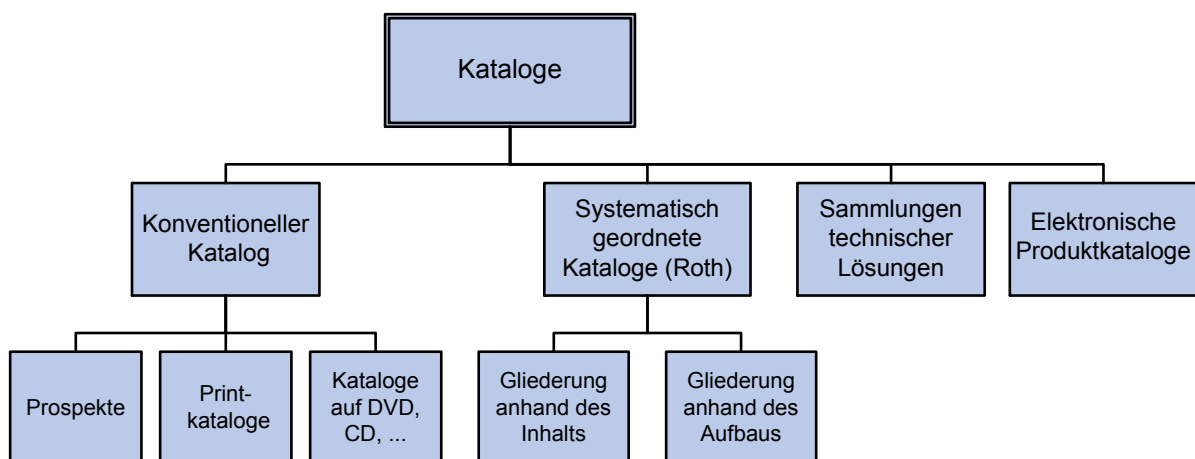 Kataloge
Konventioneller
Katalog
Systematisch
geordnete
Kataloge (Roth)
Sammlungen
technischer
Lösungen
Elektronische
Produktkataloge
Prospekte
Print-
kataloge
Kataloge
auf DVD,
CD, ...
Gliederung
anhand des
Inhalts
Gliederung
anhand des
Aufbaus